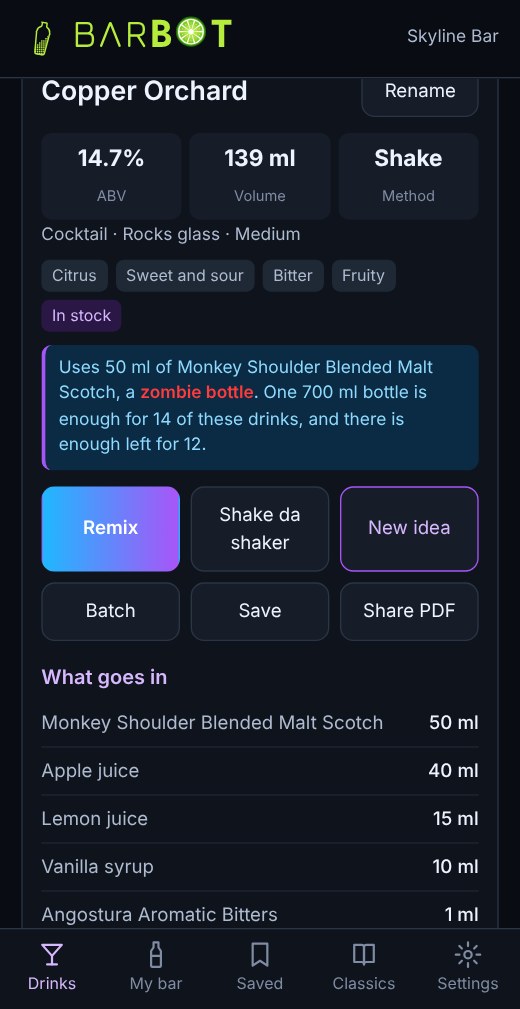 BARBOT
Skyline Bar
Copper Orchard
Rename
14.7%
139 ml
Shake
ABV
Volume
Method
Cocktail · Rocks glass · Medium
Citrus
Sweet and sour
Bitter
Fruity
In stock
Uses 50 ml of Monkey Shoulder Blended Malt
Scotch, a zombie bottle. One 700 ml bottle is
enough for 14 of these drinks, and there is
enough left for 12.
Remix
Shake da
shaker
New idea
Batch
Save
Share PDF
What goes in
Monkey Shoulder Blended Malt Scotch 50 ml
Apple juice 40 ml
Lemon juice 15 ml
Vanilla syrup 10 ml
Angostura Aromatic Bitters 1 ml
Drinks
My bar
Saved
Classics
Settings